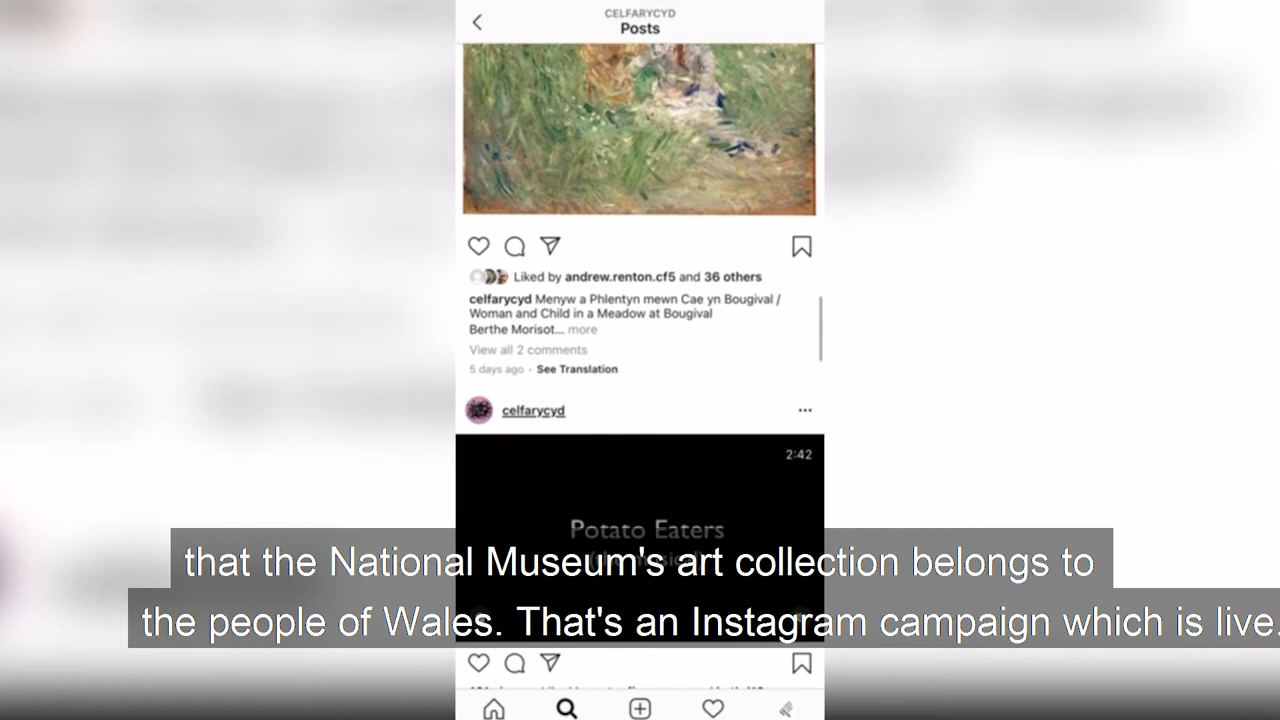 CELFARYCYD
Posts
Liked by andrew.renton.cf5 and 36 others
celfarycyd Menyw a Phlentyn mewn Cae yn Bougival /
Woman and Child in a Meadow at Bougival
Berthe Morisot... more
View all 2 comments
5 days ago · See Translation
celfarycyd
2:42
Potato Eaters
that the National Museum's art collection belongs to
the people of Wales. That's an Instagram campaign which is live.